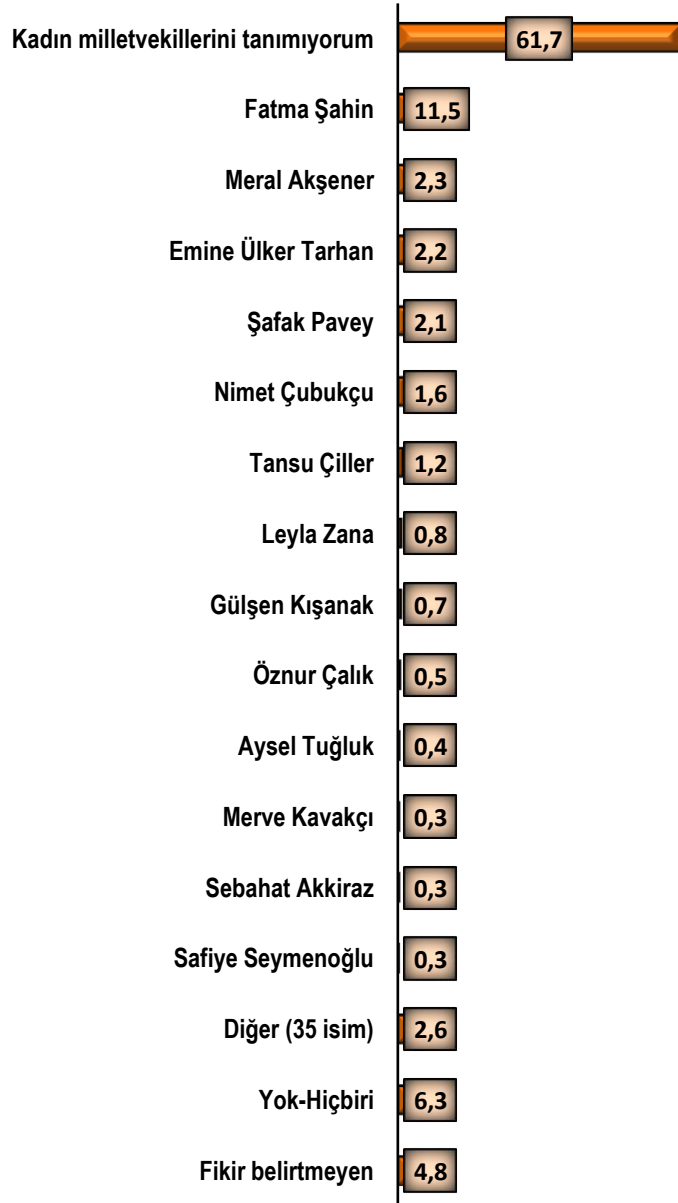 Kadın milletvekillerini tanımıyorum 61,7
Fatma Şahin 11,5
Meral Akşener 2,3
Emine Ülker Tarhan 2,2
Şafak Pavey 2,1
Nimet Çubukçu 1,6
Tansu Çiller 1,2
Leyla Zana 0,8
Gülşen Kışanak 0,7
Öznur Çalık 0,5
Aysel Tuğluk 0,4
Merve Kavakçı 0,3
Sebahat Akkiraz 0,3
Safiye Seymenoğlu 0,3
Diğer (35 isim) 2,6
Yok-Hiçbiri 6,3
Fikir belirtmeyen 4,8